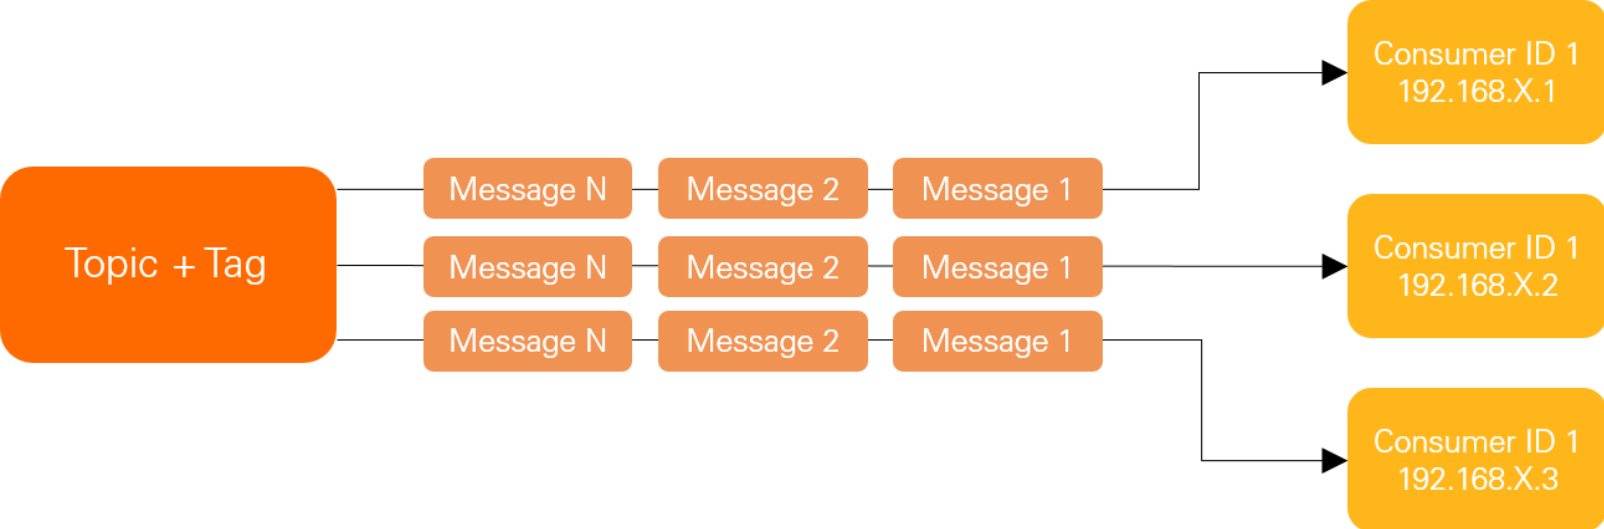 Topic + Tag
Message N
Message 2
Message 1
Message N
Message 2
Message 1
Message N
Message 2
Message 1
Consumer ID 1
192.168.X.1
Consumer ID 1
192.168.X.2
Consumer ID 1
192.168.X.3